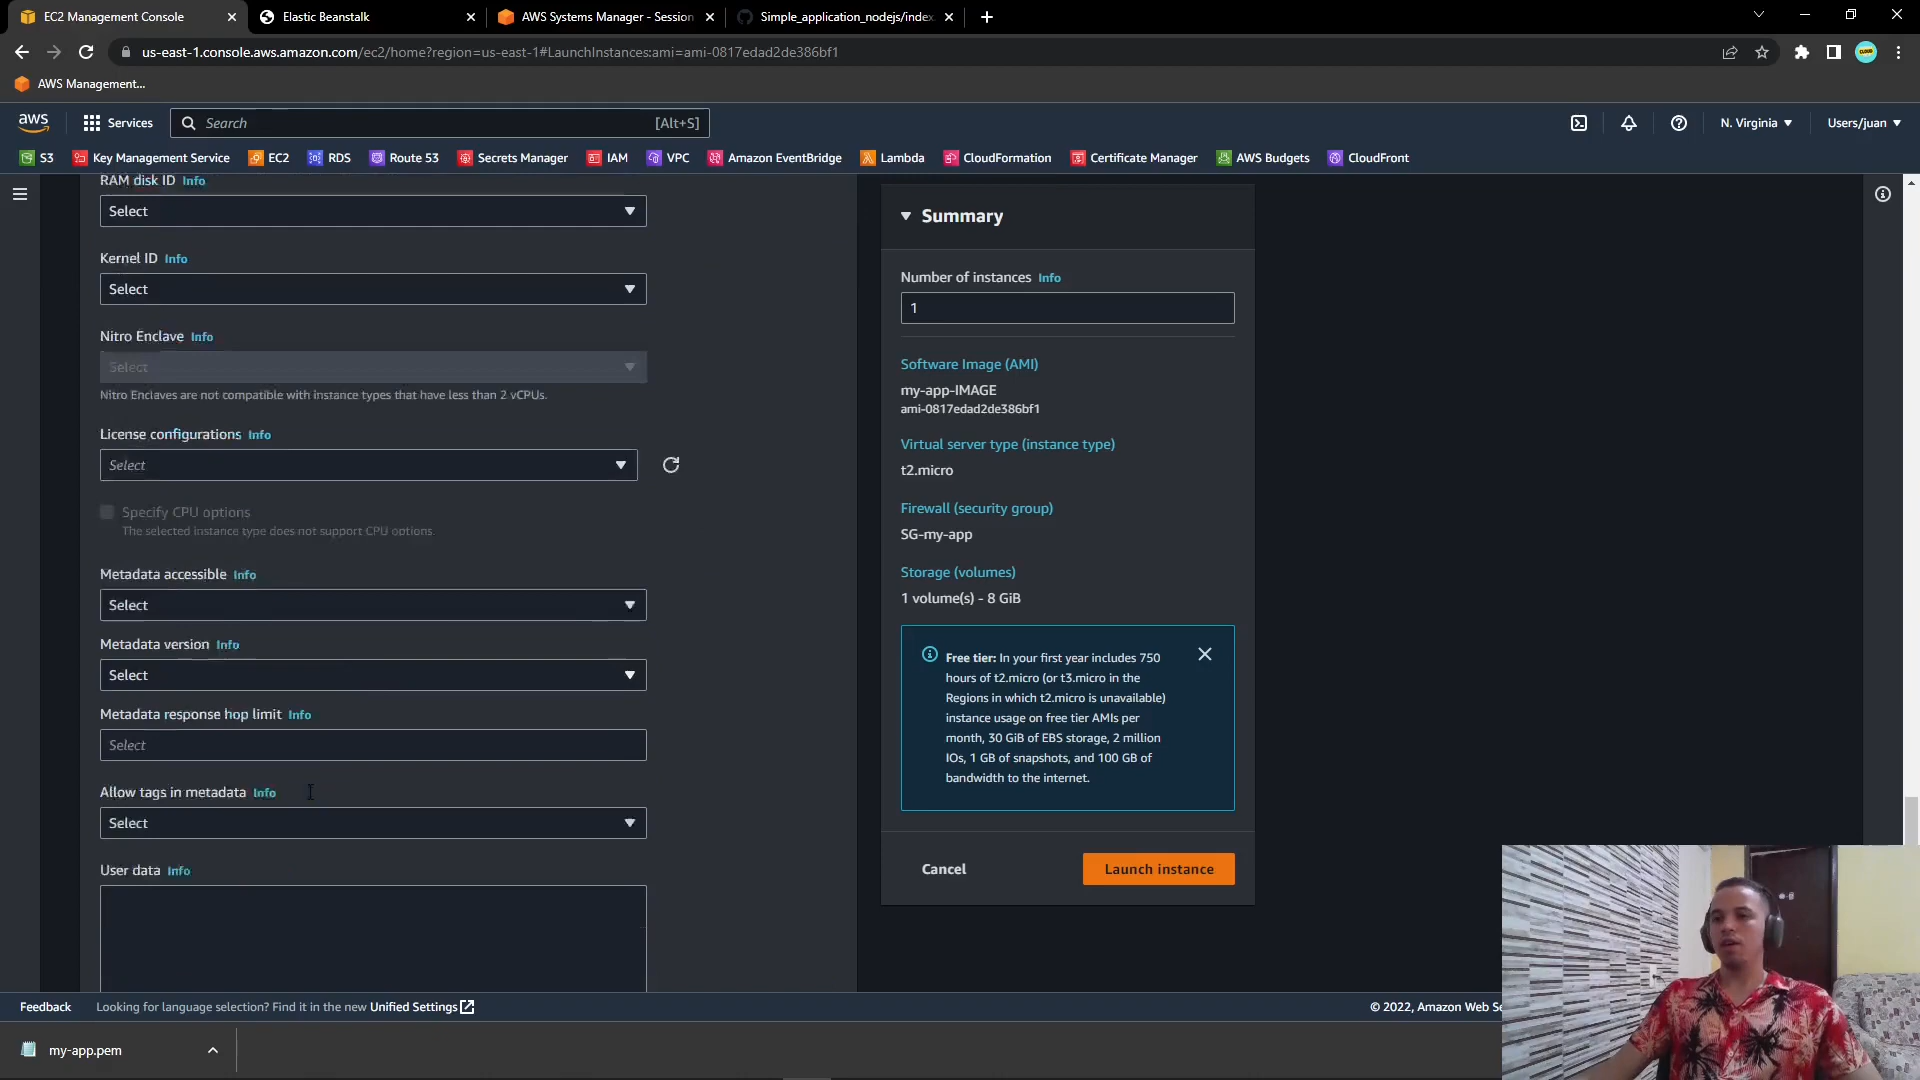 EC2 Management Console
Elastic Beanstalk
AWS Systems Manager - Session
Simple_application_nodejs/index.
us-east-1.console.aws.amazon.com/ec2/home?region=us-east-1#LaunchInstances:ami=ami-0817edad2de386bf1
AWS Management...
aws
Services
Search
[Alt+S]
N. Virginia
Users/juan
S3
Key Management Service
EC2
RDS
Route 53
Secrets Manager
IAM
VPC
Amazon EventBridge
Lambda
CloudFormation
Certificate Manager
AWS Budgets
CloudFront
RAM disk ID Info
Select
Kernel ID Info
Select
Nitro Enclave Info
Select
Nitro Enclaves are not compatible with instance types that have less than 2 vCPUs.
License configurations Info
Select
Specify CPU options
The selected instance type does not support CPU options
Metadata accessible Info
Select
Metadata version Info
Select
Metadata response hop limit Info
Select
Allow tags in metadata Info
Select
User data Info
Summary
Number of instances Info
1
Software Image (AMI)
my-app-IMAGE
ami-0817edad2de386bf1
Virtual server type (instance type)
t2.micro
Firewall (security group)
SG-my-app
Storage (volumes)
1 volume(s) - 8 GiB
Free tier: In your first year includes 750
hours of t2.micro (or t3.micro in the
Regions in which t2.micro is unavailable)
instance usage on free tier AMIs per
month, 30 GiB of EBS storage, 2 million
IOs, 1 GB of snapshots, and 100 GB of
bandwidth to the internet.
Cancel
Launch instance
Feedback
Looking for language selection? Find it in the new Unified Settings
© 2022, Amazon Web Se
my-app.pem